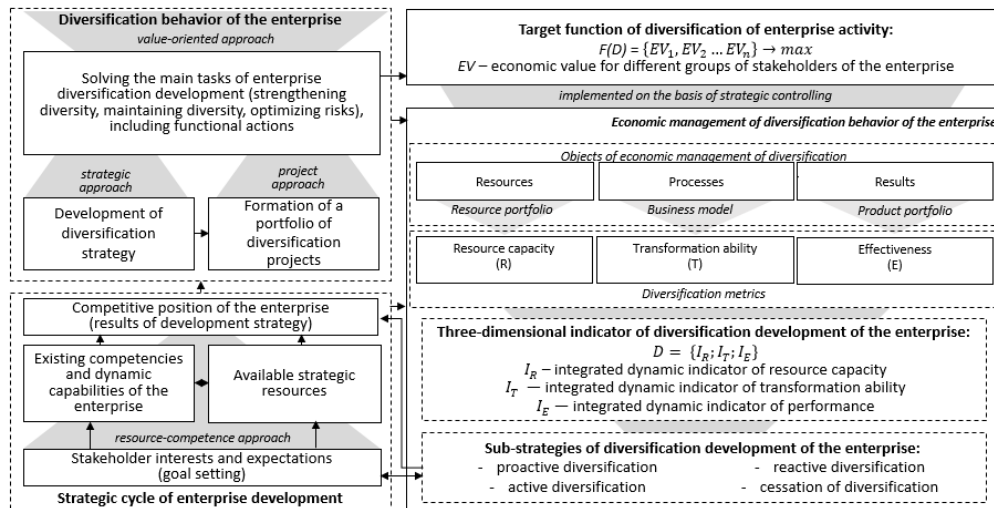 Diversification behavior of the enterprise
value-oriented approach
Solving the main tasks of enterprise
diversification development (strengthening
diversity, maintaining diversity, optimizing risks),
including functional actions
strategic
approach
project
approach
Development of
diversification
strategy
Formation of a
portfolio of
diversification
projects
Competitive position of the enterprise
(results of development strategy)
Existing competencies
and dynamic
capabilities of the
enterprise
Available strategic
resources
resource-competence approach
Stakeholder interests and expectations
(goal setting)
Strategic cycle of enterprise development
Target function of diversification of enterprise activity:
F(D) = {EV₁, EV₂ … EVₙ} → max
EV – economic value for different groups of stakeholders of the enterprise
implemented on the basis of strategic controlling
Economic management of diversification behavior of the enterprise
Objects of economic management of diversification
Resources
Processes
Results
Resource portfolio
Business model
Product portfolio
Resource capacity
(R)
Transformation ability
(T)
Effectiveness
(E)
Diversification metrics
Three-dimensional indicator of diversification development of the enterprise:
D = {I_R; I_T; I_E}
I_R – integrated dynamic indicator of resource capacity
I_T — integrated dynamic indicator of transformation ability
I_E — integrated dynamic indicator of performance
Sub-strategies of diversification development of the enterprise:
- proactive diversification
- reactive diversification
- active diversification
- cessation of diversification